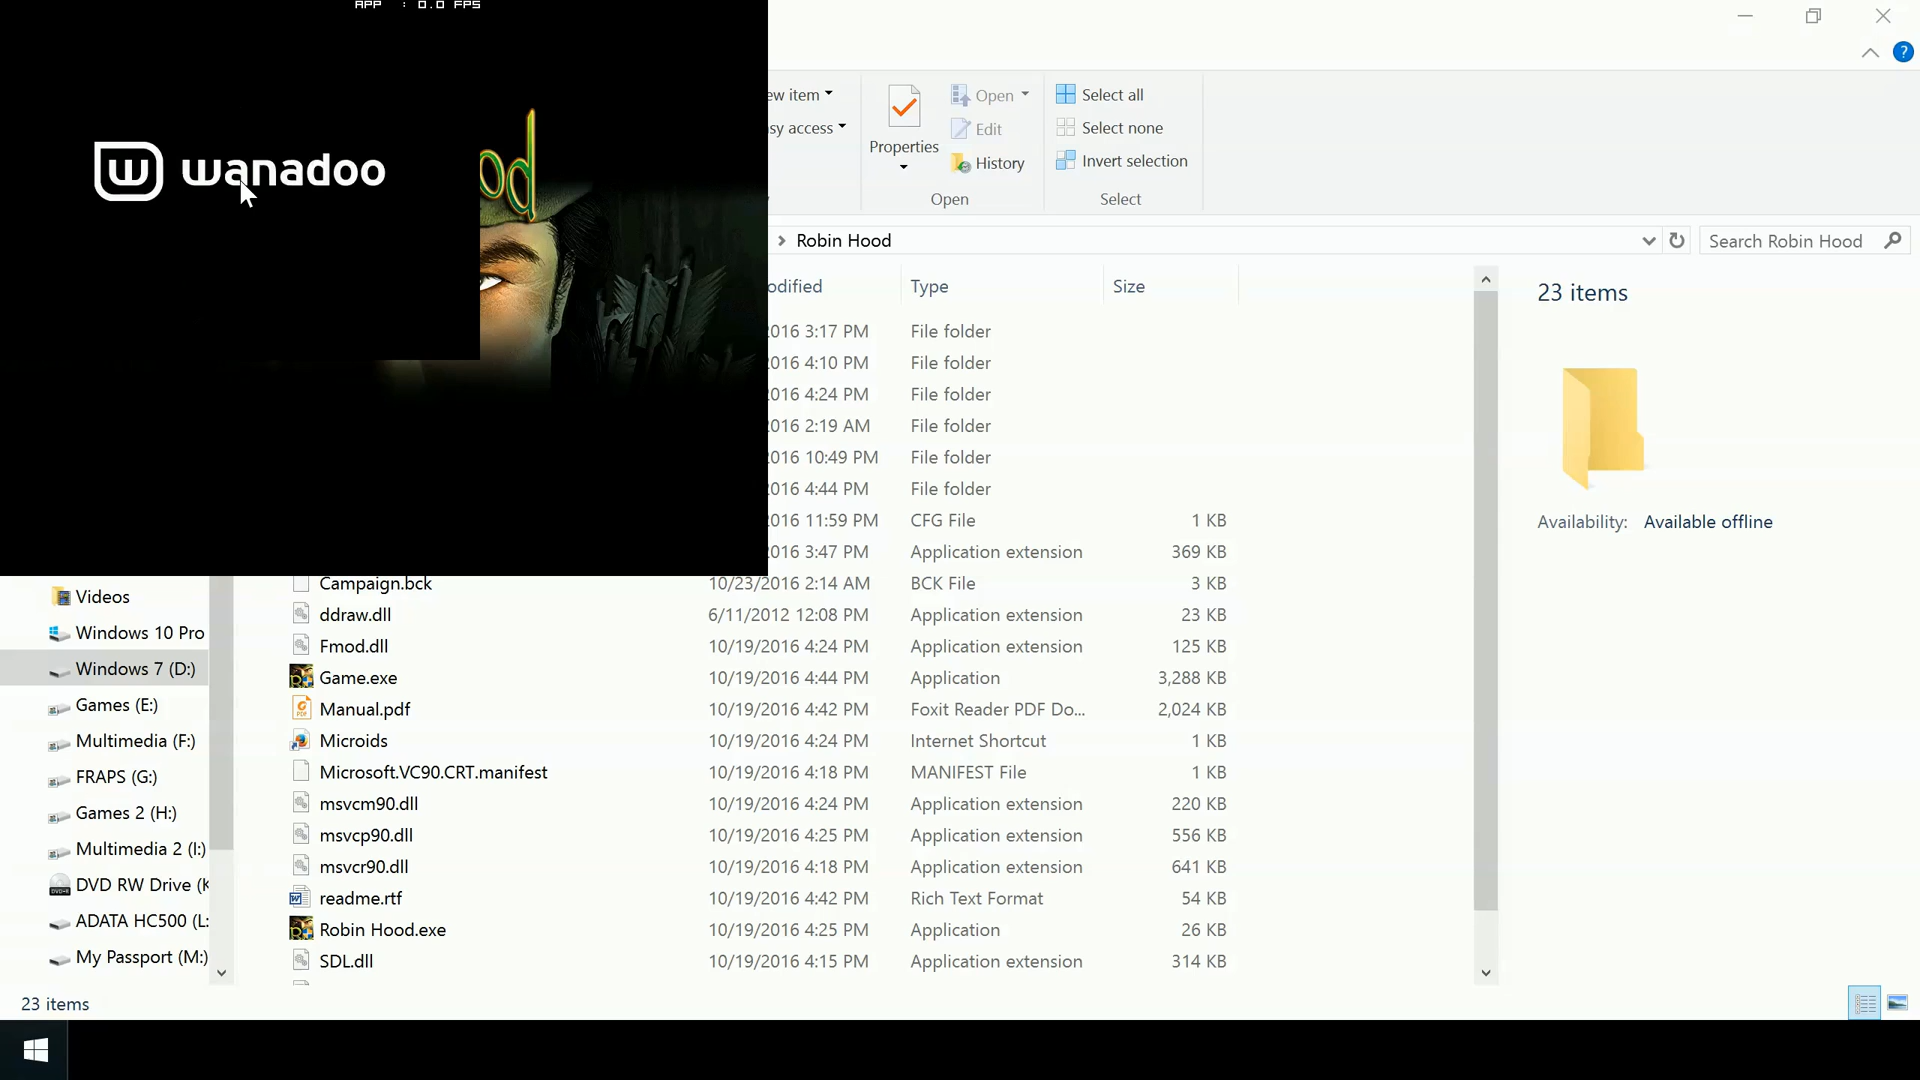 APP : 0.0 FPS
wanadoo
od
ew item
sy access
Properties
Open
Edit
History
Open
Select all
Select none
Invert selection
Select
Robin Hood
Search Robin Hood
odified Type Size
016 3:17 PM File folder
016 4:10 PM File folder
016 4:24 PM File folder
016 2:19 AM File folder
016 10:49 PM File folder
016 4:44 PM File folder
016 11:59 PM CFG File 1 KB
016 3:47 PM Application extension 369 KB
Campaign.bck 10/23/2016 2:14 AM BCK File 3 KB
ddraw.dll 6/11/2012 12:08 PM Application extension 23 KB
Fmod.dll 10/19/2016 4:24 PM Application extension 125 KB
Game.exe 10/19/2016 4:44 PM Application 3,288 KB
Manual.pdf 10/19/2016 4:42 PM Foxit Reader PDF Do... 2,024 KB
Microids 10/19/2016 4:24 PM Internet Shortcut 1 KB
Microsoft.VC90.CRT.manifest 10/19/2016 4:18 PM MANIFEST File 1 KB
msvcm90.dll 10/19/2016 4:24 PM Application extension 220 KB
msvcp90.dll 10/19/2016 4:25 PM Application extension 556 KB
msvcr90.dll 10/19/2016 4:18 PM Application extension 641 KB
readme.rtf 10/19/2016 4:42 PM Rich Text Format 54 KB
Robin Hood.exe 10/19/2016 4:25 PM Application 26 KB
SDL.dll 10/19/2016 4:15 PM Application extension 314 KB
Videos
Windows 10 Pro
Windows 7 (D:)
Games (E:)
Multimedia (F:)
FRAPS (G:)
Games 2 (H:)
Multimedia 2 (I:)
DVD RW Drive (K
ADATA HC500 (L:
My Passport (M:)
23 items
Availability: Available offline
23 items